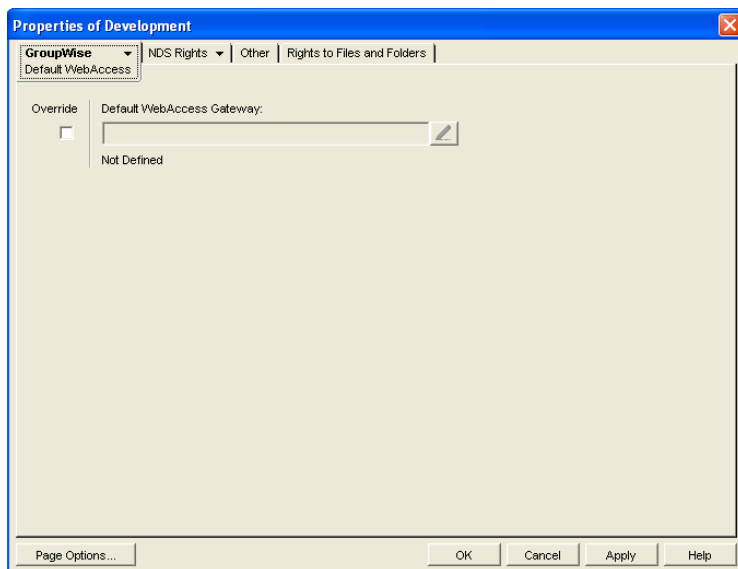 Properties of Development
GroupWise NDS Rights Other Rights to Files and Folders
Default WebAccess
Override Default WebAccess Gateway:
Not Defined
Page Options... OK Cancel Apply Help